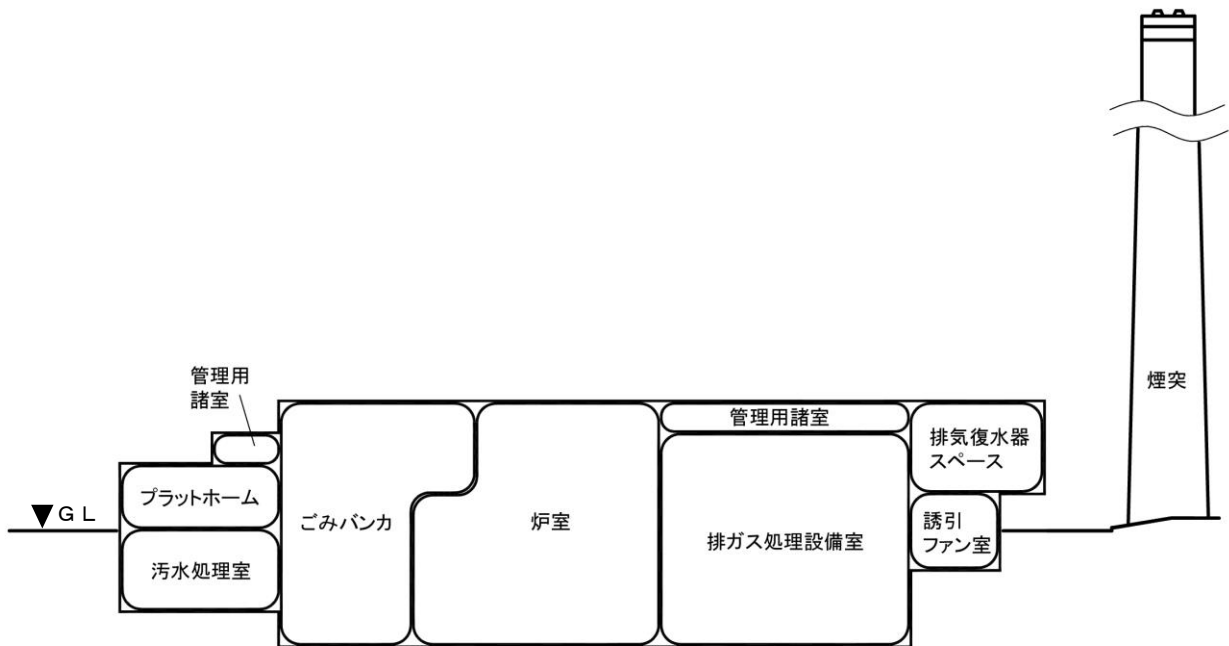 管理用
諸室
煙突
管理用諸室
排気復水器
スペース
プラットホーム
▼GL
ごみバンカ
炉室
誘引
ファン室
排ガス処理設備室
汚水処理室